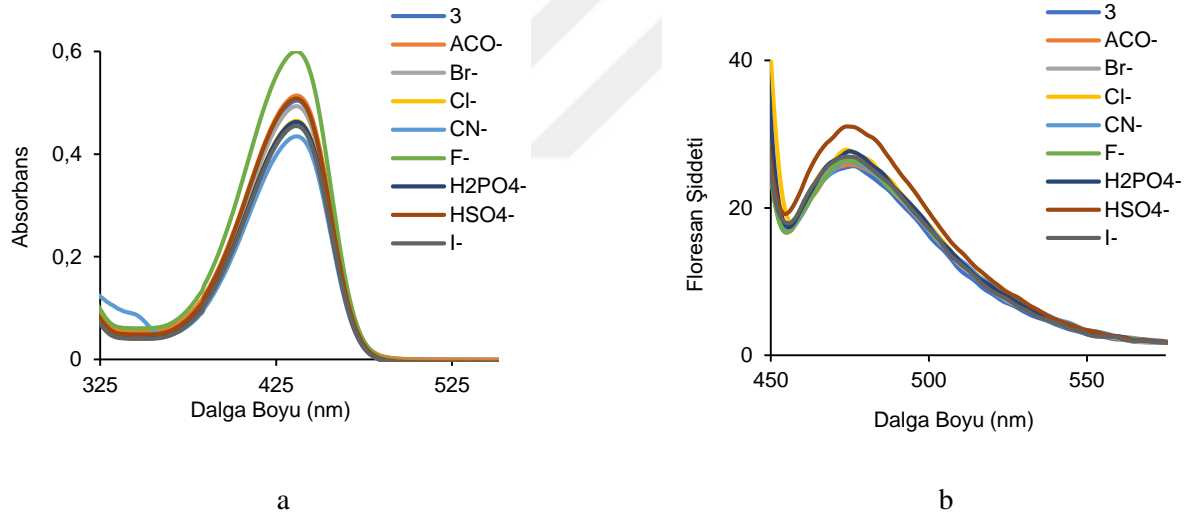 3
ACO-
Br-
Cl-
CN-
F-
H2PO4-
HSO4-
I-
0,6
0,4
0,2
0
Absorbans
325
425
525
Dalga Boyu (nm)
a
3
ACO-
Br-
Cl-
CN-
F-
H2PO4-
HSO4-
I-
40
20
0
Floresan Şiddeti
450
500
550
Dalga Boyu (nm)
b